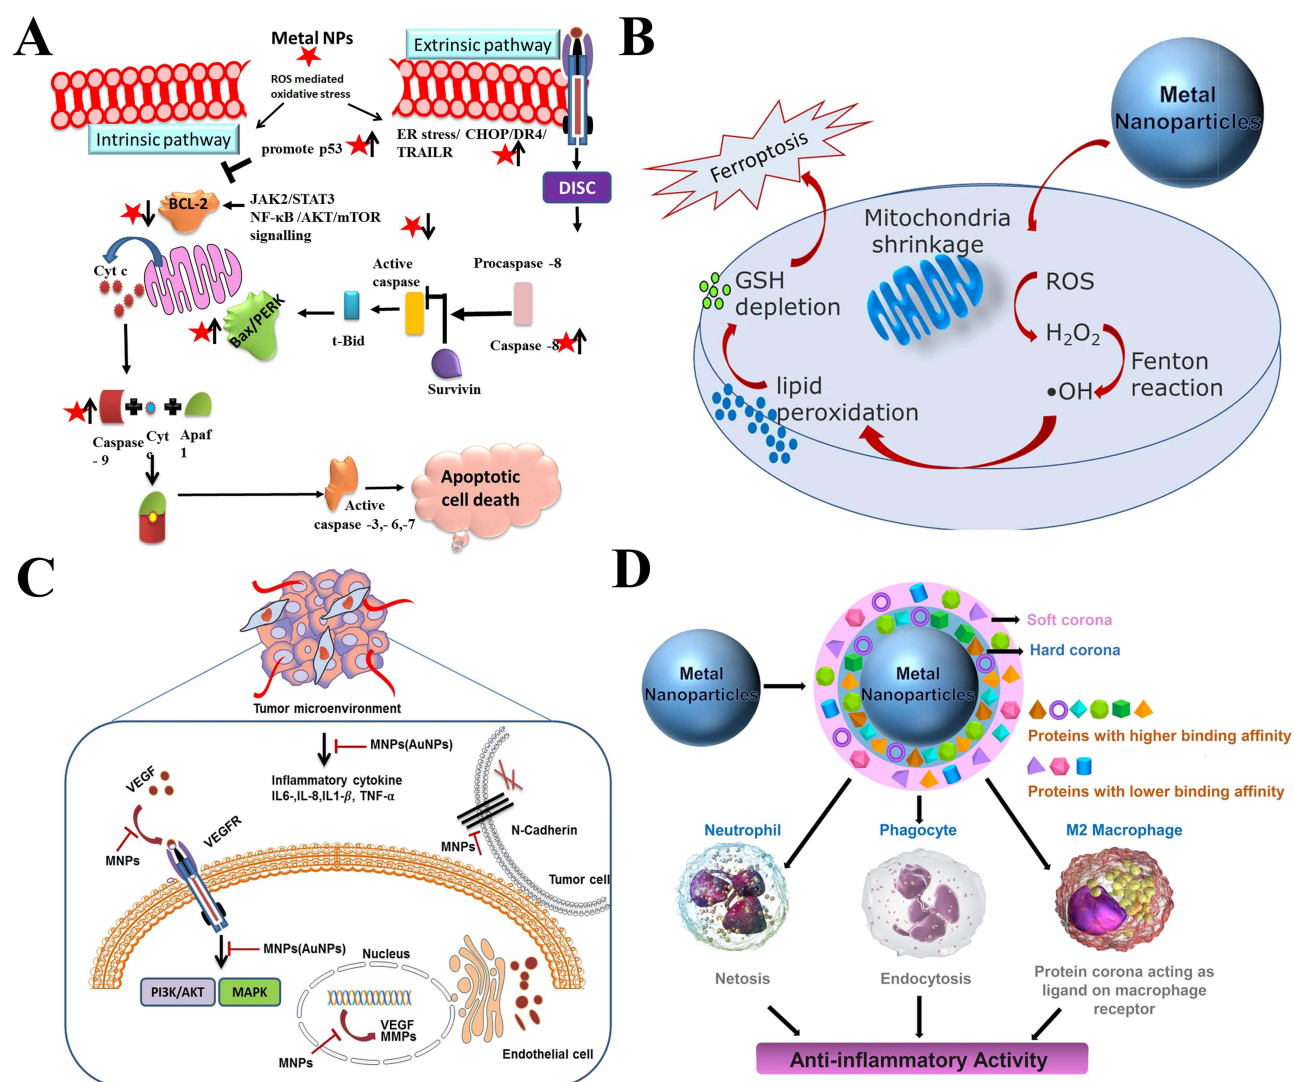 A
Metal NPs
ROS mediated
oxidative stress
Extrinsic pathway
Intrinsic pathway
promote p53
ER stress/ CHOP/DR4/
TRAILR
DISC
BCL-2
JAK2/STAT3
NF-κB /AKT/mTOR
signalling
Cyt c
Active
caspase
Procaspase -8
Bax/PERK
t-Bid
Caspase -8
Survivin
Caspase
- 9
Cyt
c
Apaf
1
Active
caspase -3,- 6,-7
Apoptotic
cell death
B
Metal
Nanoparticles
Ferroptosis
Mitochondria
shrinkage
GSH
depletion
ROS
H₂O₂
Fenton
reaction
•OH
lipid
peroxidation
C
Tumor microenvironment
MNPs(AuNPs)
Inflammatory cytokine
IL6-,IL-8,IL1-β, TNF-α
VEGF
VEGFR
MNPs
N-Cadherin
MNPs
Tumor cell
MNPs(AuNPs)
PI3K/AKT
MAPK
Nucleus
VEGF
MMPs
MNPs
Endothelial cell
D
Metal
Nanoparticles
Metal
Nanoparticles
Soft corona
Hard corona
Proteins with higher binding affinity
Proteins with lower binding affinity
Neutrophil
Phagocyte
M2 Macrophage
Netosis
Endocytosis
Protein corona acting as
ligand on macrophage
receptor
Anti-inflammatory Activity